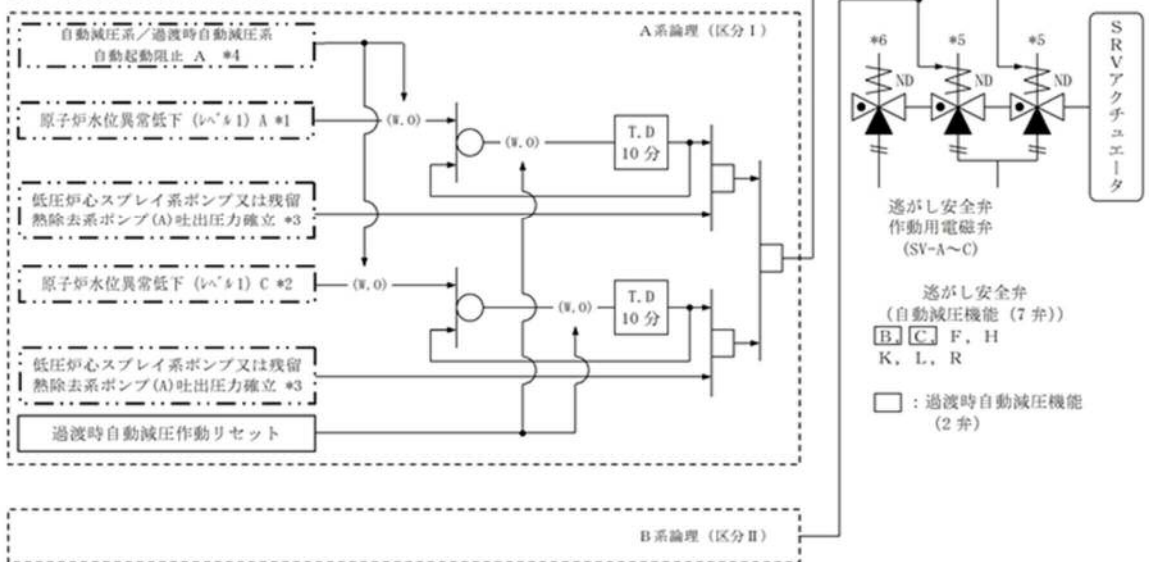 自動減圧系/過渡時自動減圧系
自動起動阻止 A *4
A系論理(区分Ⅰ)
原子炉水位異常低下(ﾚﾍﾞﾙ1)A *1
(W.O)
(W.O)
T.D
10分
低圧炉心スプレイ系ポンプ又は残留
熱除去系ポンプ(A)吐出圧力確立 *3
原子炉水位異常低下(ﾚﾍﾞﾙ1)C *2
(W.O)
(W.O)
T.D
10分
低圧炉心スプレイ系ポンプ又は残留
熱除去系ポンプ(A)吐出圧力確立 *3
過渡時自動減圧作動リセット
B系論理(区分Ⅱ)
*6
*5
*5
ND
ND
ND
SRVアクチュエータ
逃がし安全弁
作動用電磁弁
(SV-A～C)
逃がし安全弁
(自動減圧機能(7弁))
B, C, F, H
K, L, R
:過渡時自動減圧機能
(2弁)